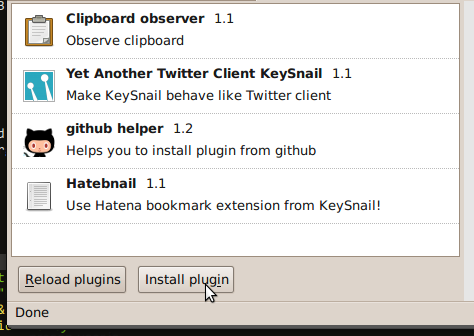 Clipboard observer 1.1
Observe clipboard
Yet Another Twitter Client KeySnail 1.1
Make KeySnail behave like Twitter client
github helper 1.2
Helps you to install plugin from github
Hatebnail 1.1
Use Hatena bookmark extension from KeySnail!
Reload plugins
Install plugin
Done